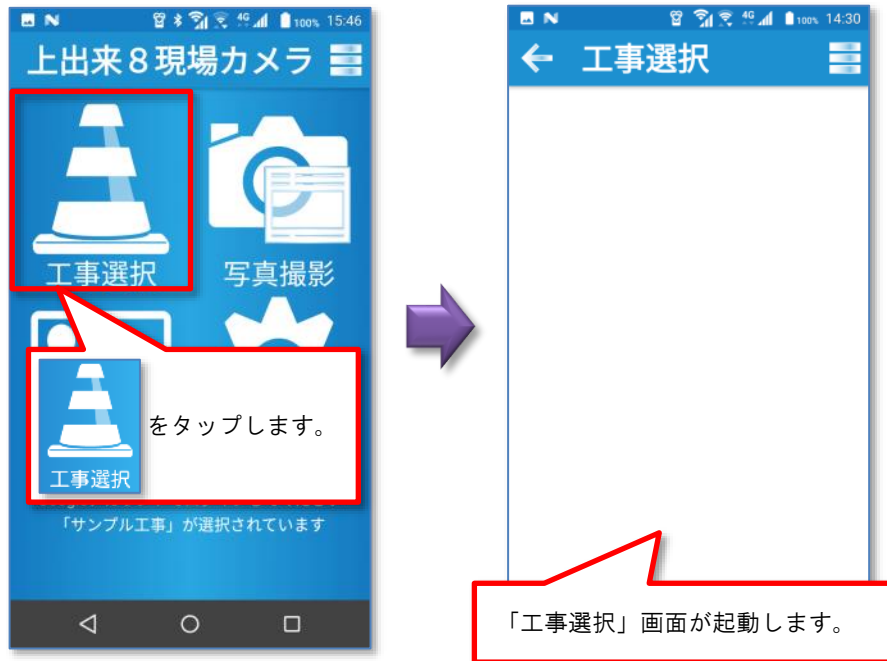 100% 15:46
上出来８現場カメラ
工事選択
写真撮影
工事選択
をタップします。
「サンプル工事」が選択されています
4G 100% 14:30
工事選択
「工事選択」画面が起動します。